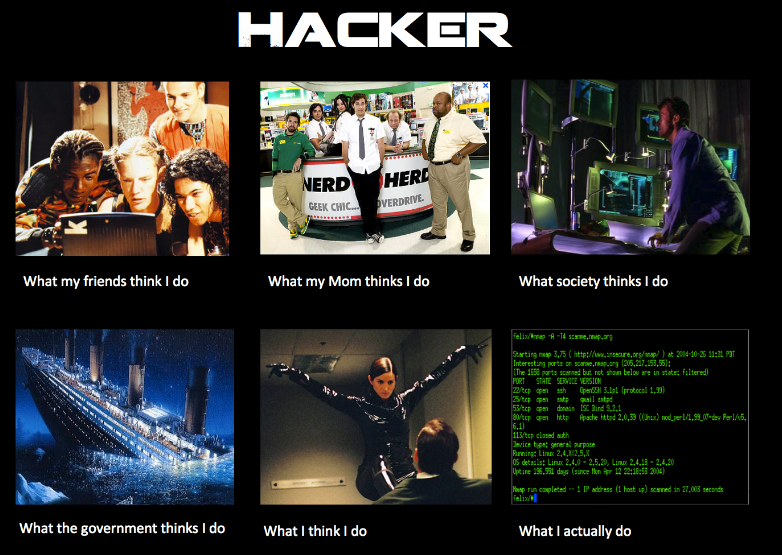 HACKER
K
NERD HERD
GEEK CHIC... OVERDRIVE.
What my friends think I do
What my Mom thinks I do
What society thinks I do
felix/#nmap -A -T4 scanme.nmap.org
Starting nmap 3.75 ( http://www.insecure.org/nmap/ ) at 2004-10-26 11:31 PDT
Interesting ports on scanme.nmap.org (205.217.153.55):
(The 1658 ports scanned but not shown below are in state: filtered)
PORT STATE SERVICE VERSION
22/tcp open ssh OpenSSH 3.1p1 (protocol 1.99)
25/tcp open smtp qmail smtpd
53/tcp open domain ISC Bind 9.2.1
80/tcp open http Apache httpd 2.0.39 ((Unix) mod_perl/1.99_07-dev Perl/v5.
6.1)
113/tcp closed auth
Device type: general purpose
Running: Linux 2.4.X|2.5.X
OS details: Linux 2.4.0 - 2.5.20, Linux 2.4.18 - 2.4.20
Uptime 196.591 days (since Mon Apr 12 22:18:53 2004)
Nmap run completed -- 1 IP address (1 host up) scanned in 27.003 seconds
felix/#
What the government thinks I do
What I think I do
What I actually do